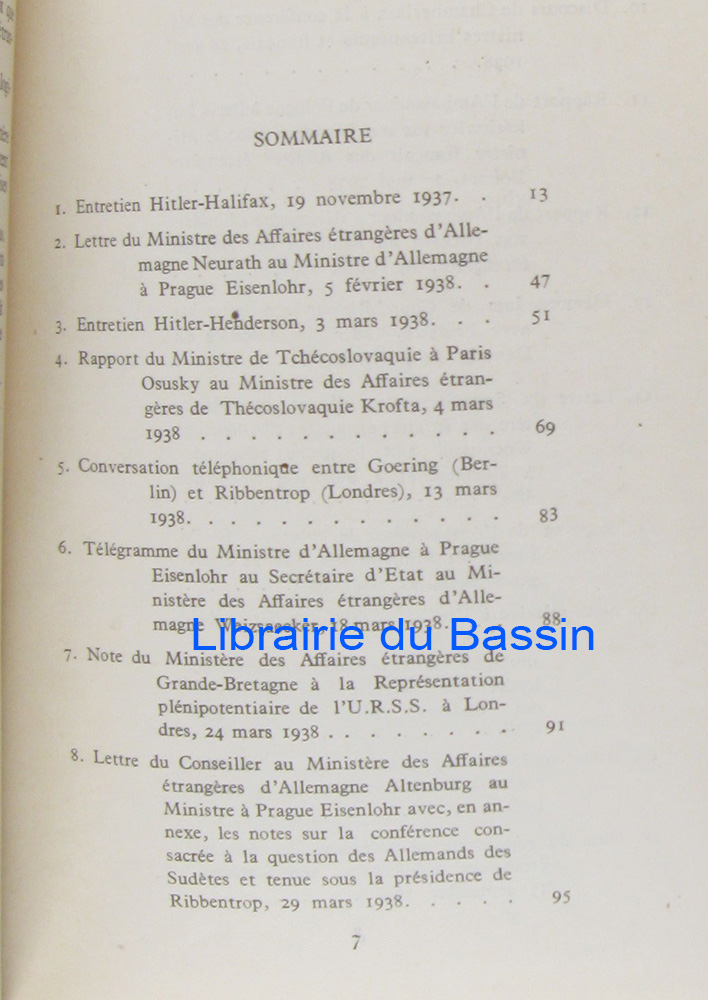 SOMMAIRE
1. Entretien Hitler-Halifax, 19 novembre 1937. . 13
2. Lettre du Ministre des Affaires étrangères d'Alle-
magne Neurath au Ministre d'Allemagne
à Prague Eisenlohr, 5 février 1938. . 47
3. Entretien Hitler-Henderson, 3 mars 1938. . . 51
4. Rapport du Ministre de Tchécoslovaquie à Paris
Osusky au Ministre des Affaires étran-
gères de Thécoslovaquie Krofta, 4 mars
1938 . . . . . . . . . . . . 69
5. Conversation téléphonique entre Goering (Ber-
lin) et Ribbentrop (Londres), 13 mars
1938. . . . . . . . . . . . . 83
6. Télégramme du Ministre d'Allemagne à Prague
Eisenlohr au Secrétaire d'Etat au Mi-
nistère des Affaires étrangères d'Alle-
magne Weizsaecker, 18 mars 1938. . . 88
Librairie du Bassin
7. Note du Ministère des Affaires étrangères de
Grande-Bretagne à la Représentation
plénipotentiaire de l'U.R.S.S. à Lon-
dres, 24 mars 1938 . . . . . . . 91
8. Lettre du Conseiller au Ministère des Affaires
étrangères d'Allemagne Altenburg au
Ministre à Prague Eisenlohr avec, en an-
nexe, les notes sur la conférence con-
sacrée à la question des Allemands des
Sudètes et tenue sous la présidence de
Ribbentrop, 29 mars 1938. . . . . 95
7